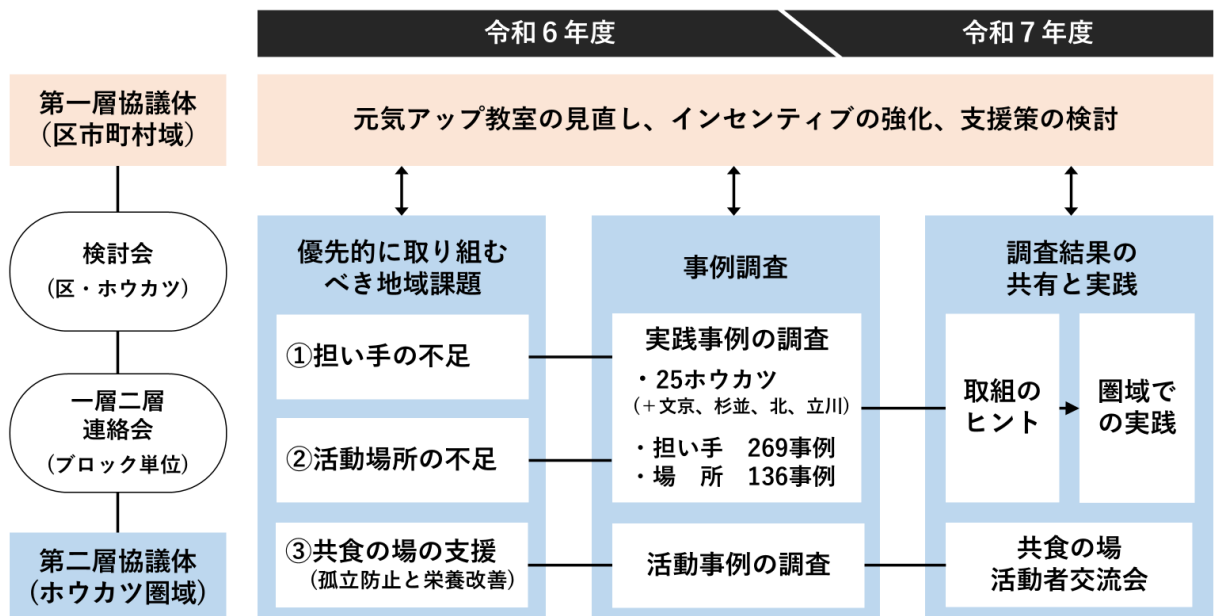 令和６年度
令和７年度
第一層協議体
（区市町村域）
元気アップ教室の見直し、インセンティブの強化、支援策の検討
検討会
（区・ホウカツ）
一層二層
連絡会
（ブロック単位）
第二層協議体
（ホウカツ圏域）
優先的に取り組む
べき地域課題
①担い手の不足
②活動場所の不足
③共食の場の支援
（孤立防止と栄養改善）
事例調査
実践事例の調査
・25ホウカツ
（＋文京、杉並、北、立川）
・担い手　269事例
・場　所　136事例
活動事例の調査
調査結果の
共有と実践
取組の
ヒント
圏域で
の実践
共食の場
活動者交流会